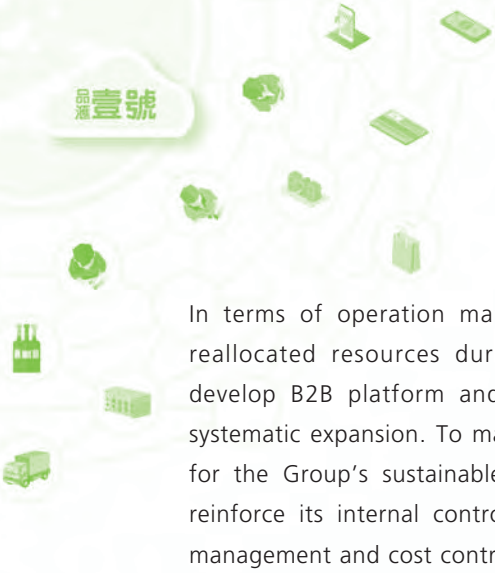 品滙壹號
In terms of operation ma
reallocated resources dur
develop B2B platform and
systematic expansion. To ma
for the Group's sustainable
reinforce its internal contro
management and cost contr